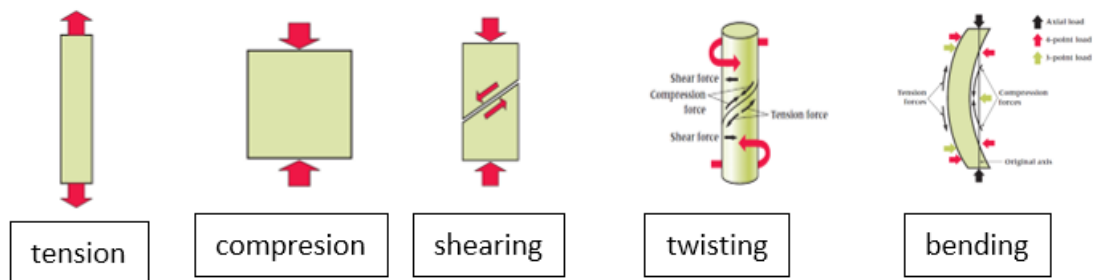 Axial load
4-point load
3-point load
Shear force
Compression
force
Tension force
Shear force
Tension
forces
Compression
forces
Original axis
tension
compresion
shearing
twisting
bending